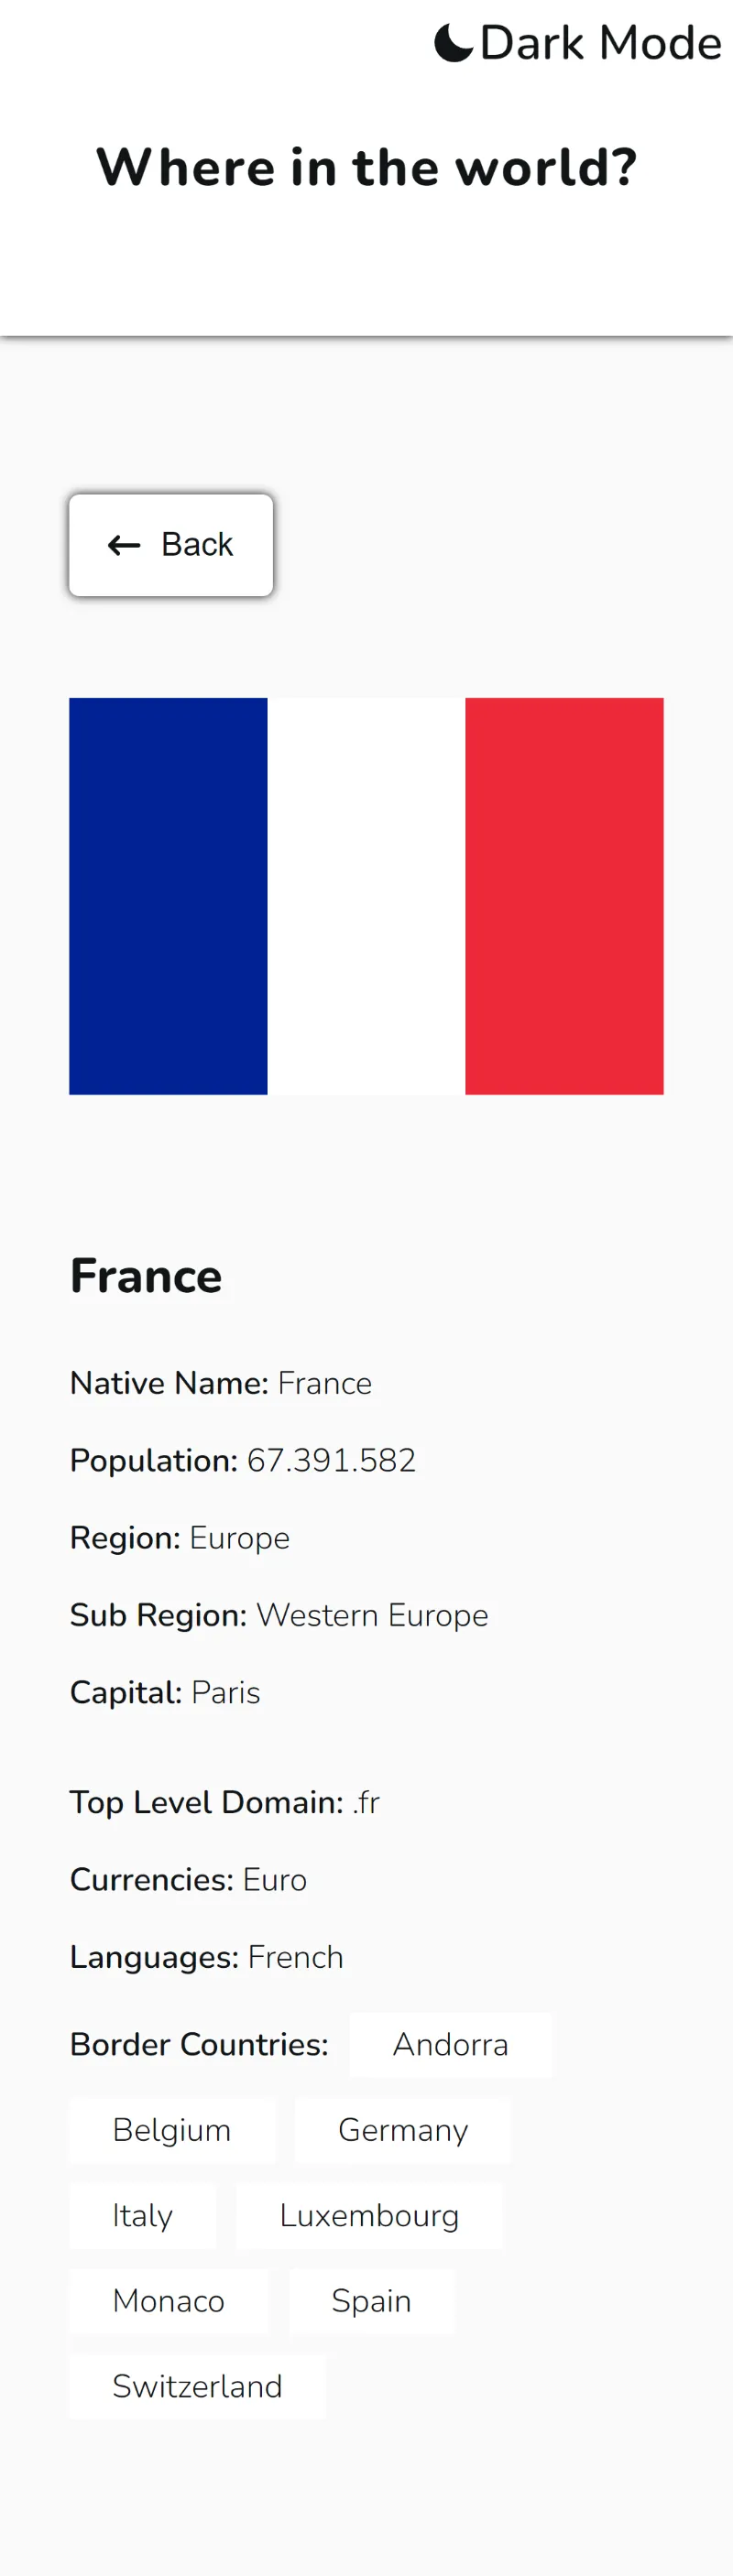 Dark Mode
Where in the world?
Back
France
Native Name: France
Population: 67.391.582
Region: Europe
Sub Region: Western Europe
Capital: Paris
Top Level Domain: .fr
Currencies: Euro
Languages: French
Border Countries: Andorra
Belgium Germany
Italy Luxembourg
Monaco Spain
Switzerland